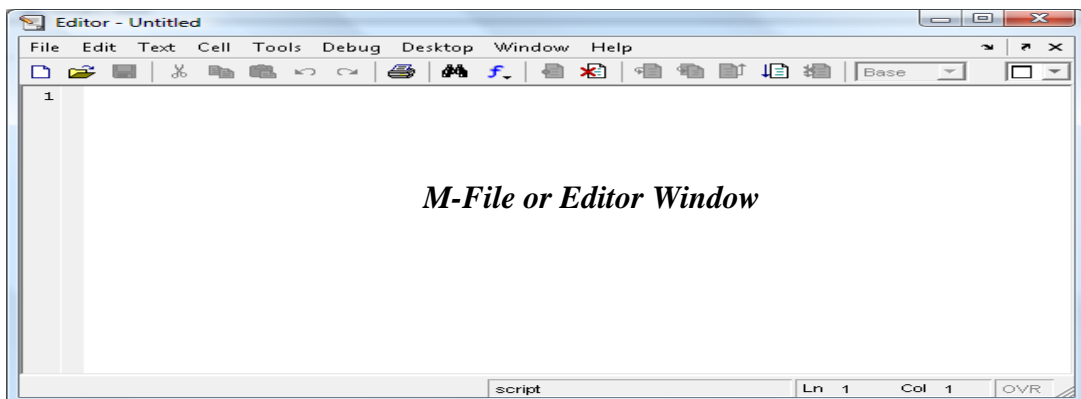 Editor - Untitled
File Edit Text Cell Tools Debug Desktop Window Help
Base
1
M-File or Editor Window
script Ln 1 Col 1 OVR